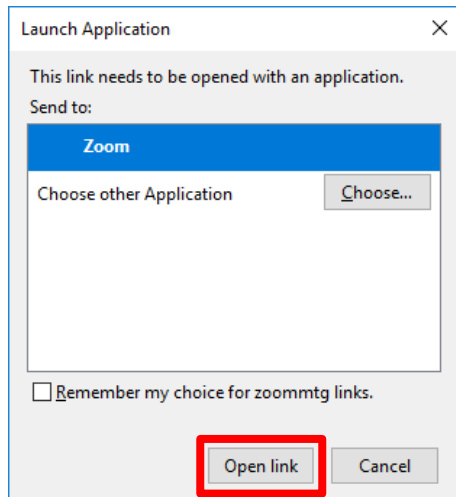 Launch Application
This link needs to be opened with an application.
Send to:
Zoom
Choose other Application
Choose...
Remember my choice for zoommtg links.
Open link
Cancel